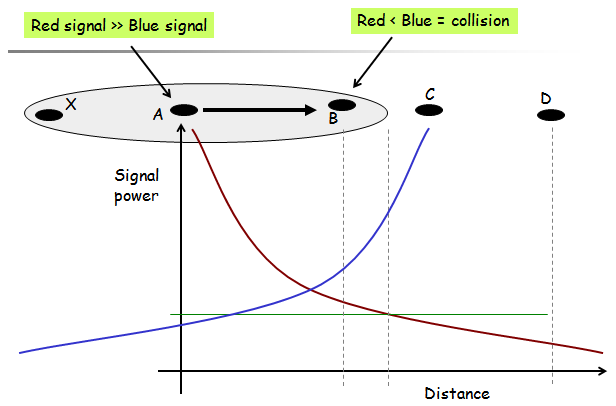 Red signal >> Blue signal
Red < Blue = collision
X
A
B
C
D
Signal
power
Distance